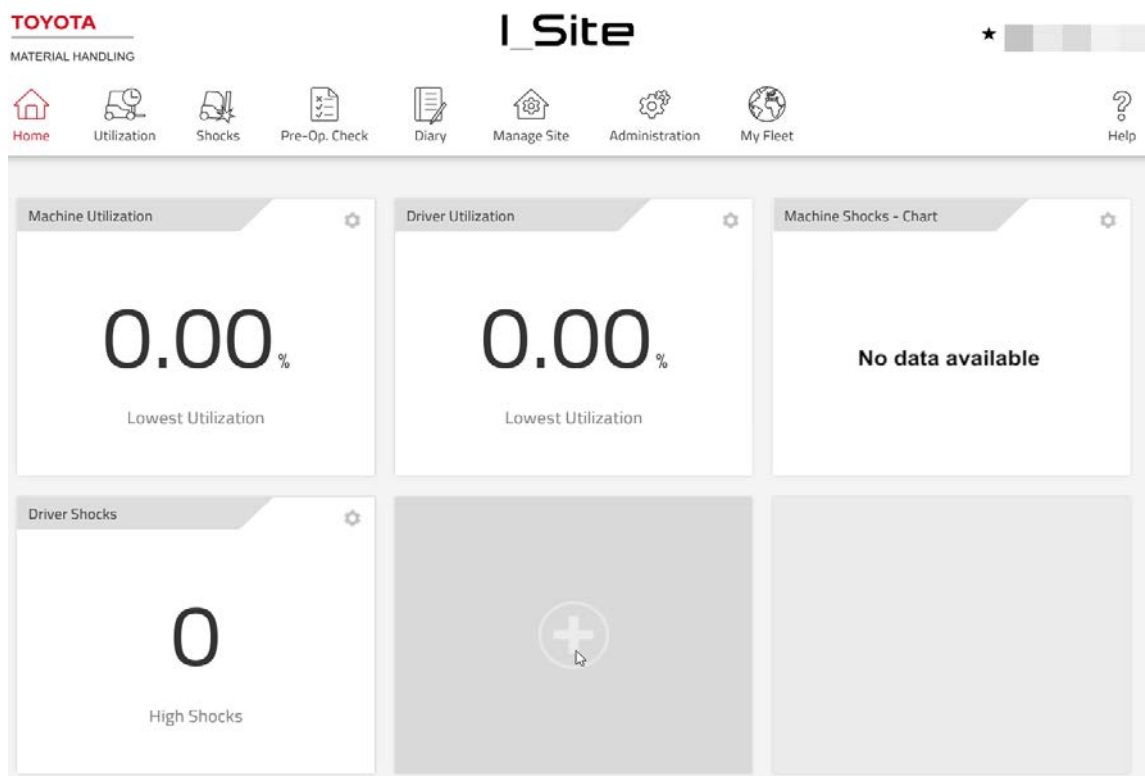 TOYOTA
MATERIAL HANDLING
I_Site
Home
Utilization
Shocks
Pre-Op. Check
Diary
Manage Site
Administration
My Fleet
Help
Machine Utilization
0.00 %
Lowest Utilization
Driver Utilization
0.00 %
Lowest Utilization
Machine Shocks - Chart
No data available
Driver Shocks
0
High Shocks